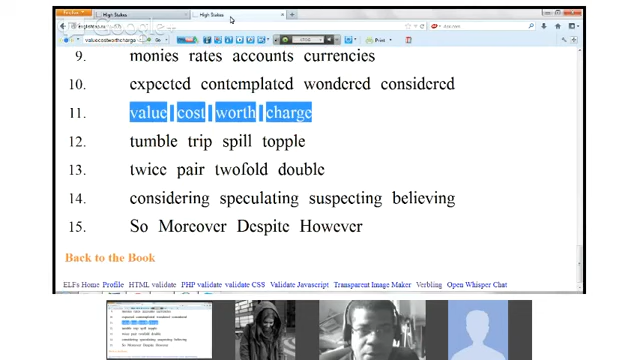 High Stakes
High Stakes
valuecostworthcharge
Print
9. monies rates accounts currencies
10. expected contemplated wondered considered
11. value cost worth charge
12. tumble trip spill topple
13. twice pair twofold double
14. considering speculating suspecting believing
15. So Moreover Despite However
Back to the Book
ELFs Home Profile HTML validate PHP validate validate CSS Validate Javascript Transparent Image Maker Verbling Open Whisper Chat